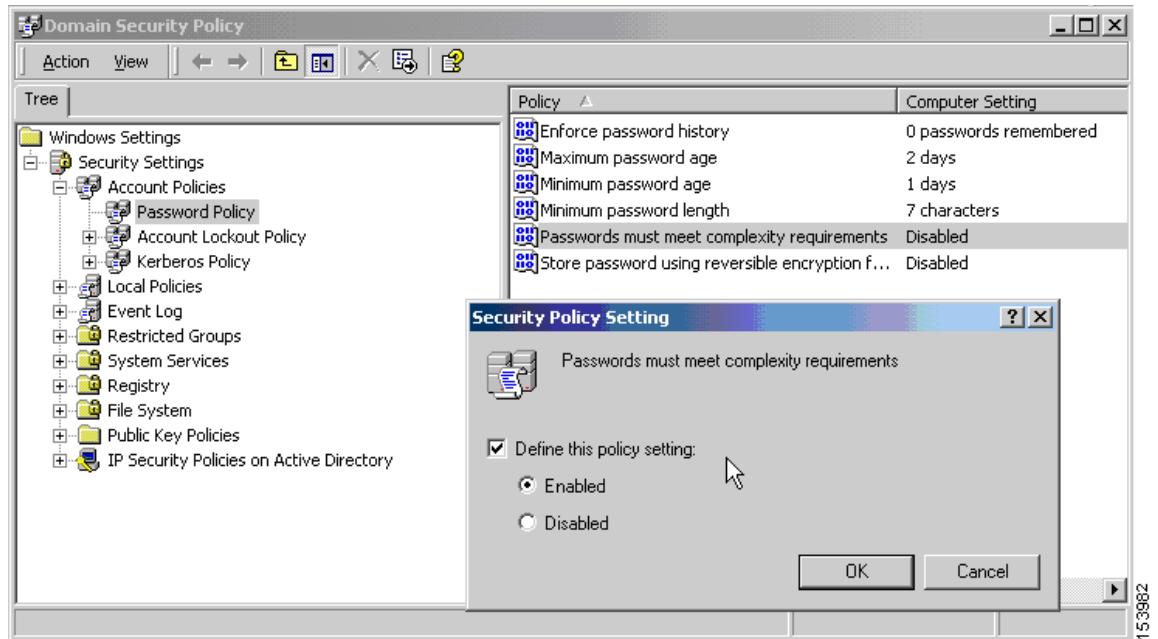 Domain Security Policy
Action View
Tree
Policy Computer Setting
Windows Settings
Security Settings
Account Policies
Password Policy
Account Lockout Policy
Kerberos Policy
Local Policies
Event Log
Restricted Groups
System Services
Registry
File System
Public Key Policies
IP Security Policies on Active Directory
Enforce password history 0 passwords remembered
Maximum password age 2 days
Minimum password age 1 days
Minimum password length 7 characters
Passwords must meet complexity requirements Disabled
Store password using reversible encryption f... Disabled
Security Policy Setting
Passwords must meet complexity requirements
Define this policy setting:
Enabled
Disabled
OK Cancel
153982